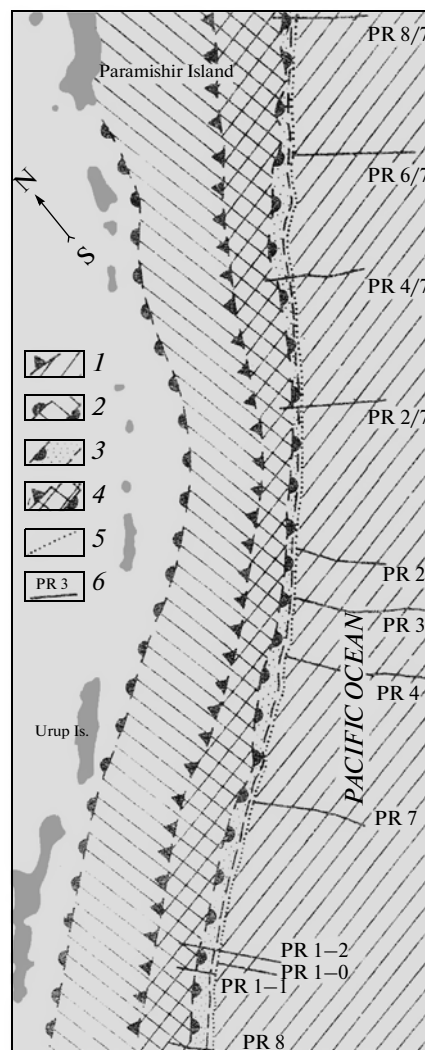 PR 8/7
Paramishir Island
PR 6/7
N
S
PR 4/7
PR 2/7
1
2
3
4
5
PR 3 6
PR 2
PR 3
PACIFIC OCEAN
PR 4
Urup Is.
PR 7
PR 1–2
PR 1–0
PR 1–1
PR 8